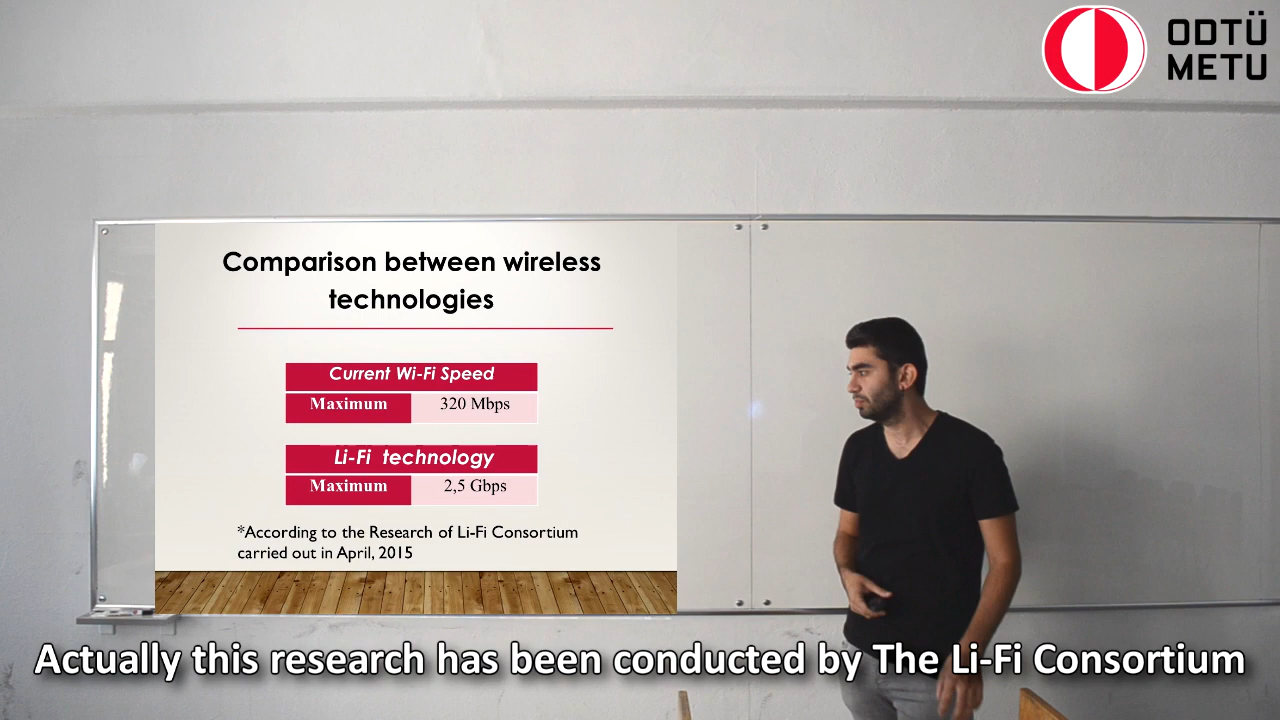 ODTÜ
METU
Comparison between wireless
technologies
Current Wi-Fi Speed
Maximum 320 Mbps
Li-Fi technology
Maximum 2,5 Gbps
*According to the Research of Li-Fi Consortium
carried out in April, 2015
Actually this research has been conducted by The Li-Fi Consortium